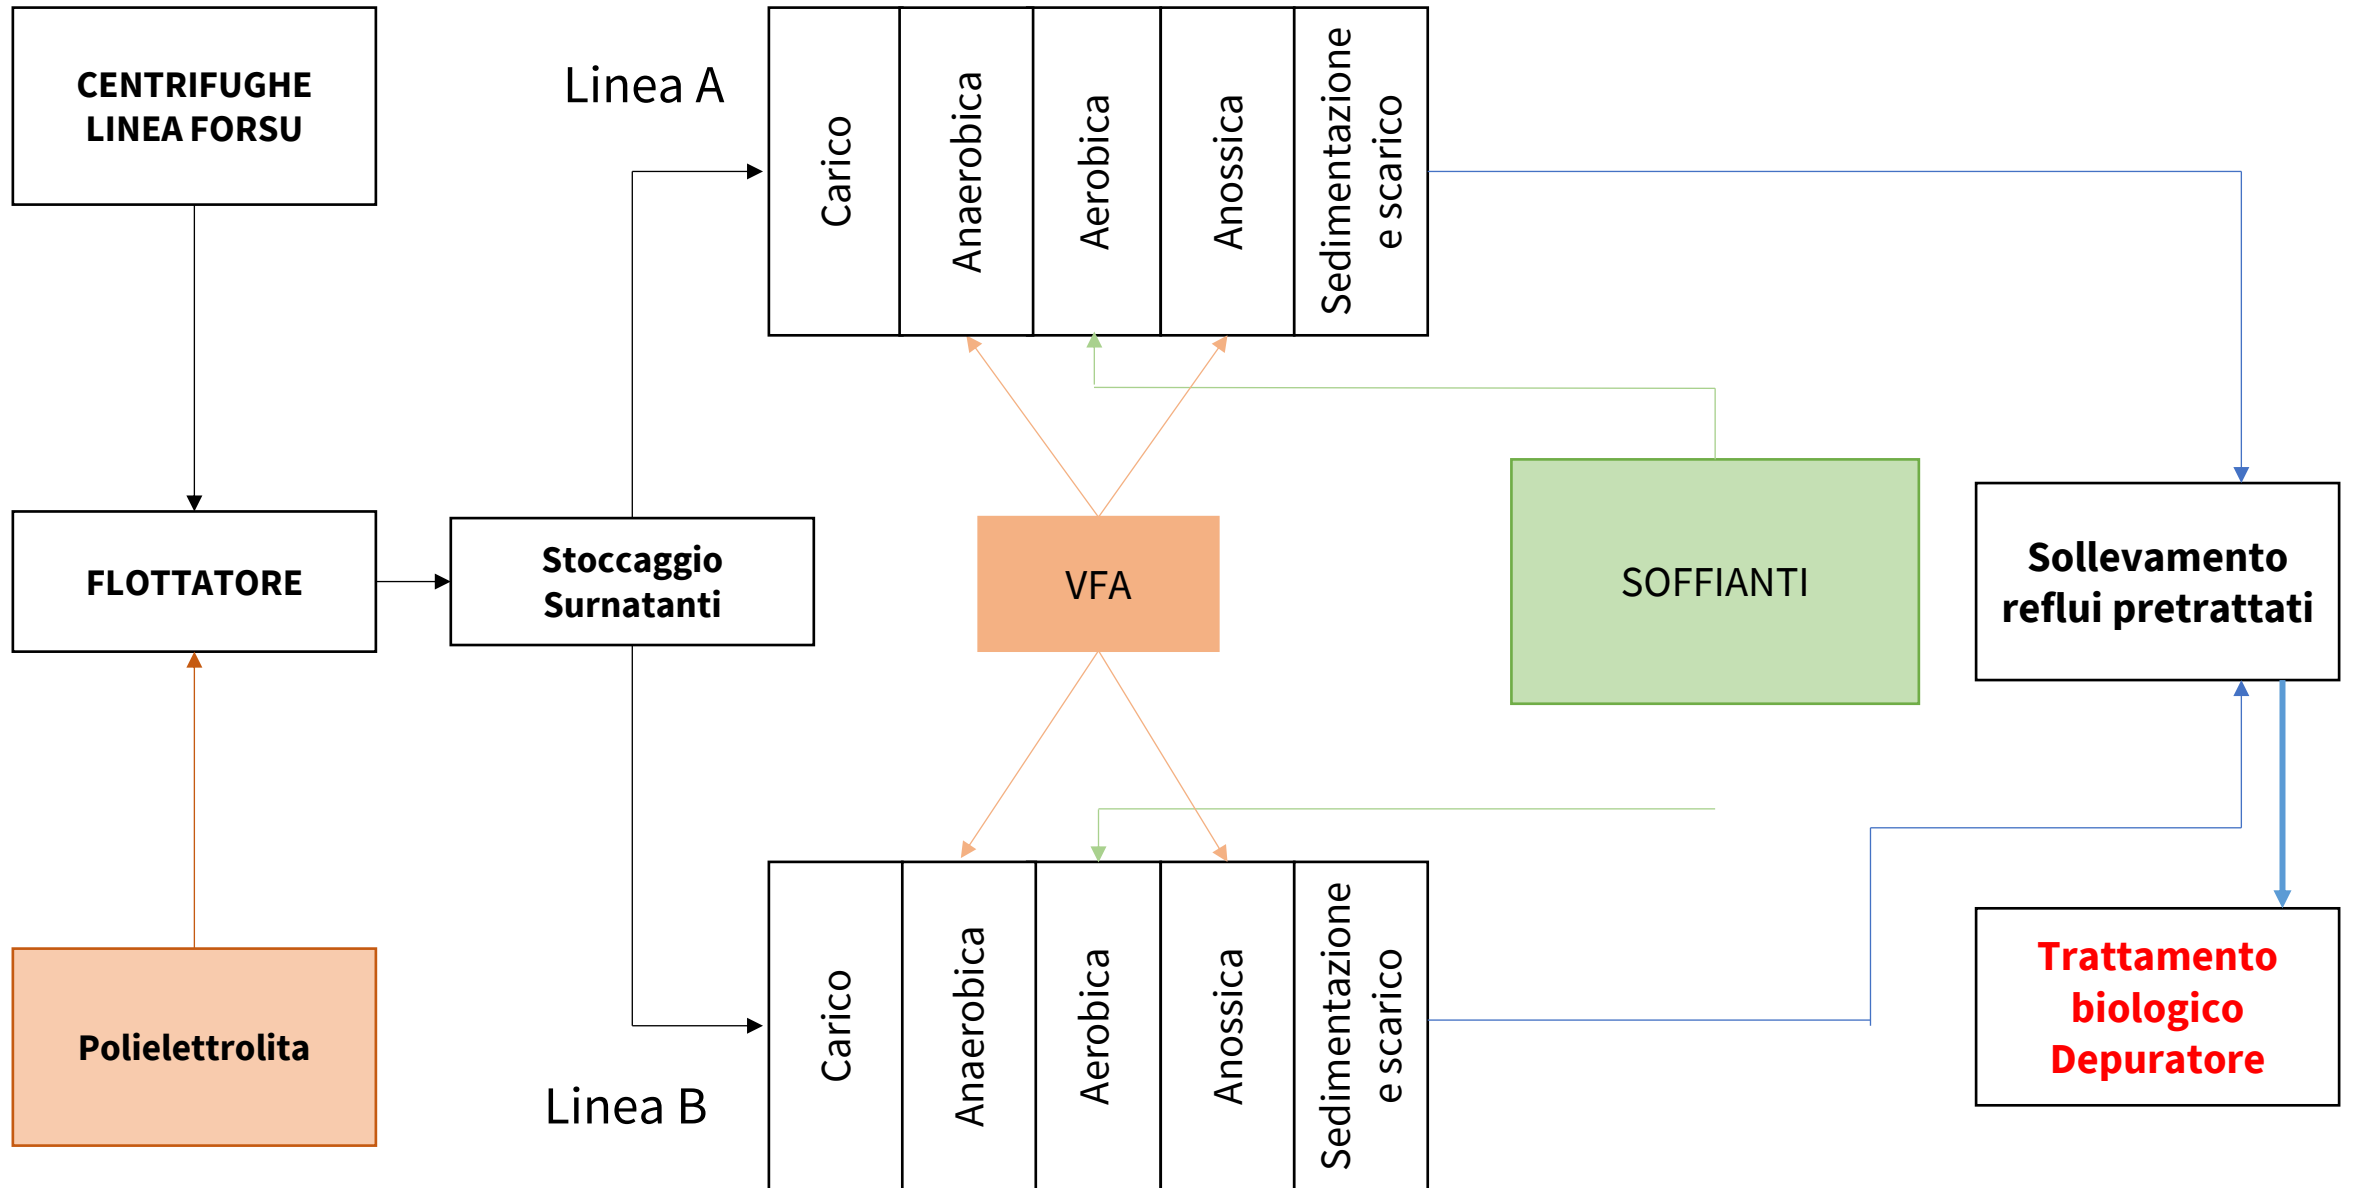 CENTRIFUGHE
LINEA FORSU
Linea A
Carico
Anaerobica
Aerobica
Anossica
Sedimentazione
e scarico
FLOTTATORE
Stoccaggio
Surnatanti
VFA
SOFFIANTI
Sollevamento
reflui pretrattati
Polielettrolita
Linea B
Carico
Anaerobica
Aerobica
Anossica
Sedimentazione
e scarico
Trattamento
biologico
Depuratore